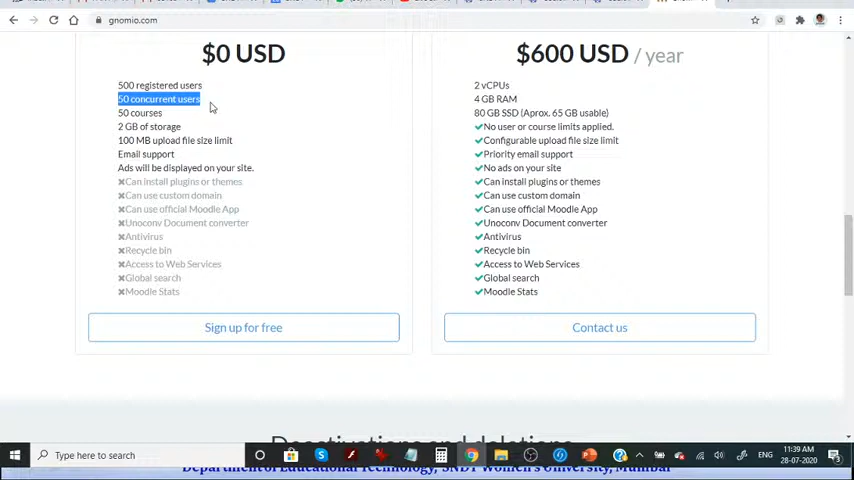 gnomio.com
$0 USD
500 registered users
50 concurrent users
50 courses
2 GB of storage
100 MB upload file size limit
Email support
Ads will be displayed on your site.
✖Can install plugins or themes
✖Can use custom domain
✖Can use official Moodle App
✖Unoconv Document converter
✖Antivirus
✖Recycle bin
✖Access to Web Services
✖Global search
✖Moodle Stats
Sign up for free
$600 USD / year
2 vCPUs
4 GB RAM
80 GB SSD (Aprox. 65 GB usable)
✔No user or course limits applied.
✔Configurable upload file size limit
✔Priority email support
✔No ads on your site
✔Can install plugins or themes
✔Can use custom domain
✔Can use official Moodle App
✔Unoconv Document converter
✔Antivirus
✔Recycle bin
✔Access to Web Services
✔Global search
✔Moodle Stats
Contact us
Deactivations and deletions
Type here to search
ENG
11:39 AM
28-07-2020
Department of Educational Technology, SNDT Women's University, Mumbai